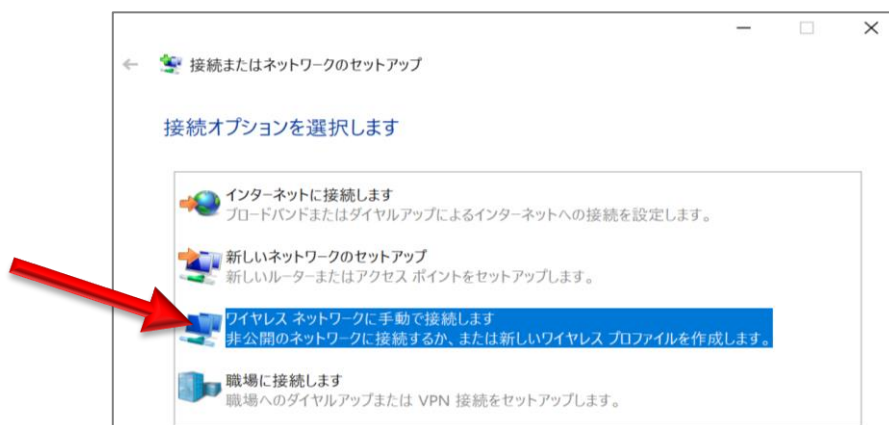 接続またはネットワークのセットアップ
接続オプションを選択します
インターネットに接続します
ブロードバンドまたはダイヤルアップによるインターネットへの接続を設定します。
新しいネットワークのセットアップ
新しいルーターまたはアクセス ポイントをセットアップします。
ワイヤレス ネットワークに手動で接続します
非公開のネットワークに接続するか、または新しいワイヤレス プロファイルを作成します。
職場に接続します
職場へのダイヤルアップまたは VPN 接続をセットアップします。